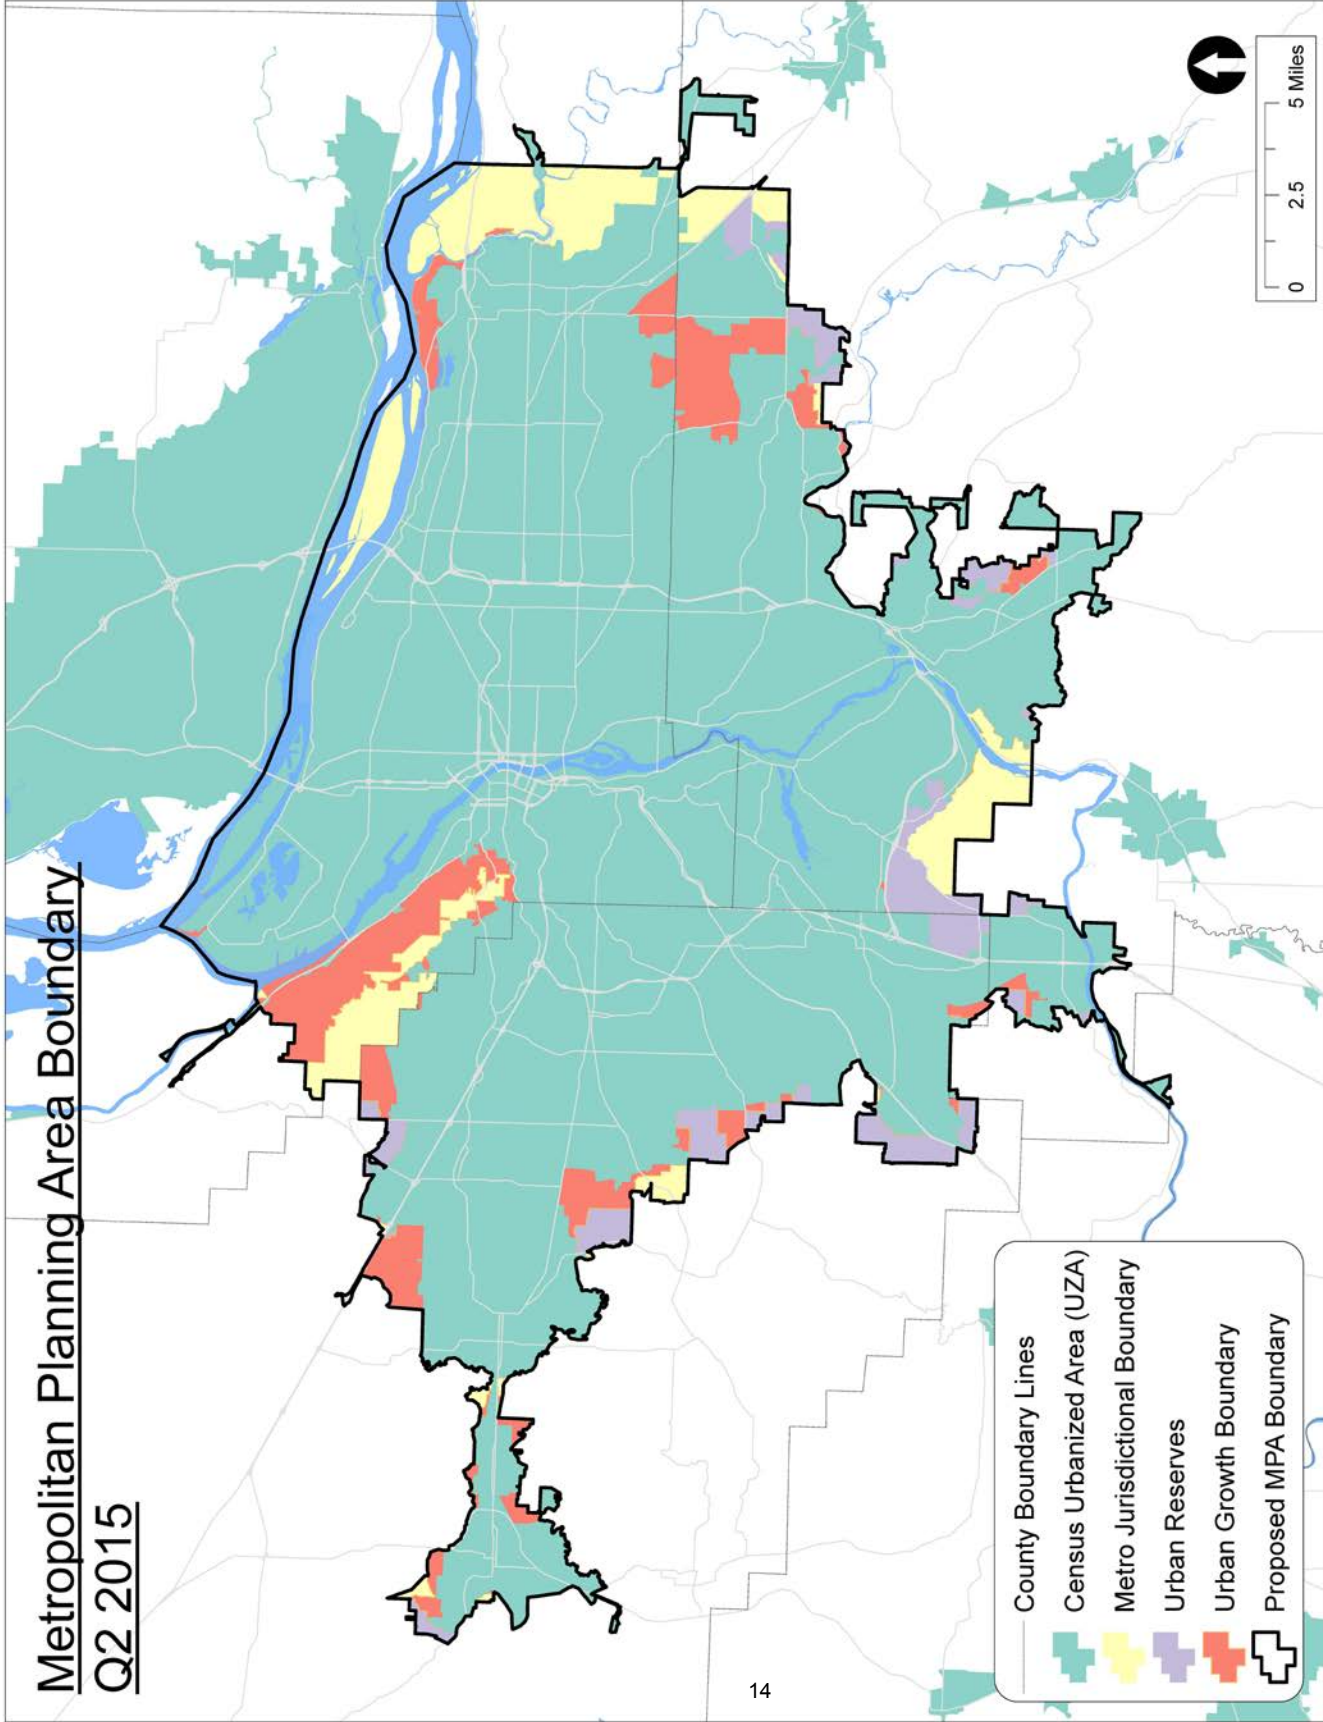 Metropolitan Planning Area Boundary
Q2 2015
County Boundary Lines
Census Urbanized Area (UZA)
Metro Jurisdictional Boundary
Urban Reserves
Urban Growth Boundary
Proposed MPA Boundary
0 2.5 5 Miles
14